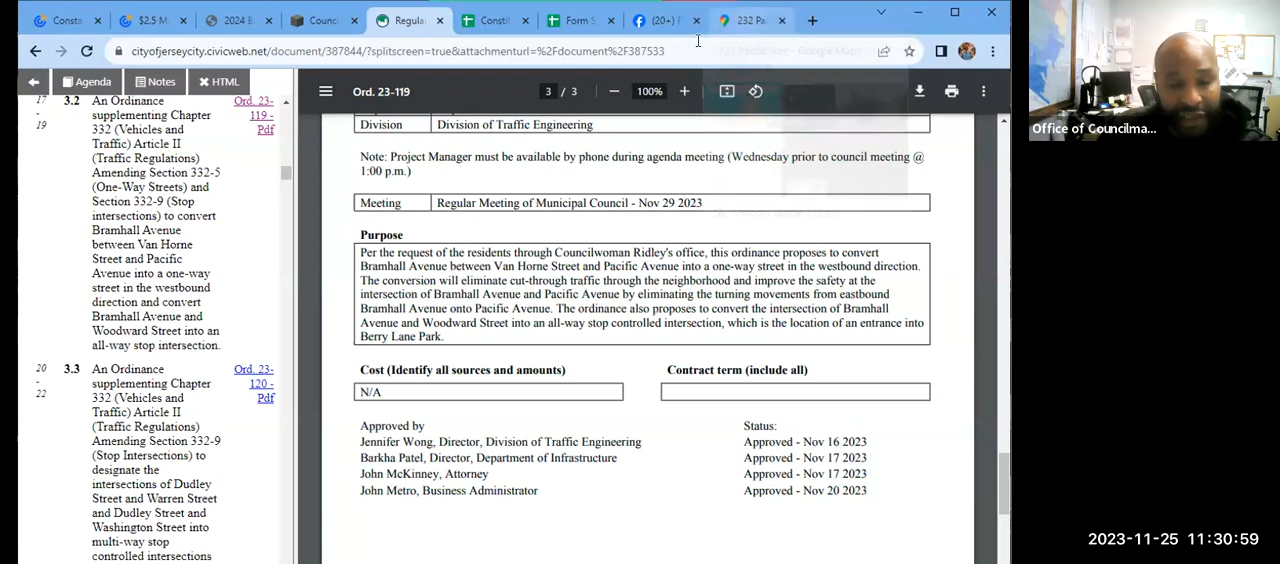 Consta
$2.5 M
2024 B
Counci
Regula
Constit
Form S
(20+) F
232 Pac
cityofjerseycity.civicweb.net/document/387844/?splitscreen=true&attachmenturl=%2Fdocument%2F387533
Agenda
Notes
HTML
Ord. 23-119
3 / 3
100%
17
-
19
3.2
An Ordinance
supplementing Chapter
332 (Vehicles and
Traffic) Article II
(Traffic Regulations)
Amending Section 332-5
(One-Way Streets) and
Section 332-9 (Stop
intersections) to convert
Bramhall Avenue
between Van Horne
Street and Pacific
Avenue into a one-way
street in the westbound
direction and convert
Bramhall Avenue and
Woodward Street into an
all-way stop intersection.
Ord. 23-
119 -
Pdf
20
-
22
3.3
An Ordinance
supplementing Chapter
332 (Vehicles and
Traffic) Article II
(Traffic Regulations)
Amending Section 332-9
(Stop Intersections) to
designate the
intersections of Dudley
Street and Warren Street
and Dudley Street and
Washington Street into
multi-way stop
controlled intersections
Ord. 23-
120 -
Pdf
Division Division of Traffic Engineering
Note: Project Manager must be available by phone during agenda meeting (Wednesday prior to council meeting @
1:00 p.m.)
Meeting Regular Meeting of Municipal Council - Nov 29 2023
Purpose
Per the request of the residents through Councilwoman Ridley's office, this ordinance proposes to convert
Bramhall Avenue between Van Horne Street and Pacific Avenue into a one-way street in the westbound direction.
The conversion will eliminate cut-through traffic through the neighborhood and improve the safety at the
intersection of Bramhall Avenue and Pacific Avenue by eliminating the turning movements from eastbound
Bramhall Avenue onto Pacific Avenue. The ordinance also proposes to convert the intersection of Bramhall
Avenue and Woodward Street into an all-way stop controlled intersection, which is the location of an entrance into
Berry Lane Park.
Cost (Identify all sources and amounts) Contract term (include all)
N/A
Approved by Status:
Jennifer Wong, Director, Division of Traffic Engineering Approved - Nov 16 2023
Barkha Patel, Director, Department of Infrastructure Approved - Nov 17 2023
John McKinney, Attorney Approved - Nov 17 2023
John Metro, Business Administrator Approved - Nov 20 2023
Office of Councilma...
2023-11-25 11:30:59